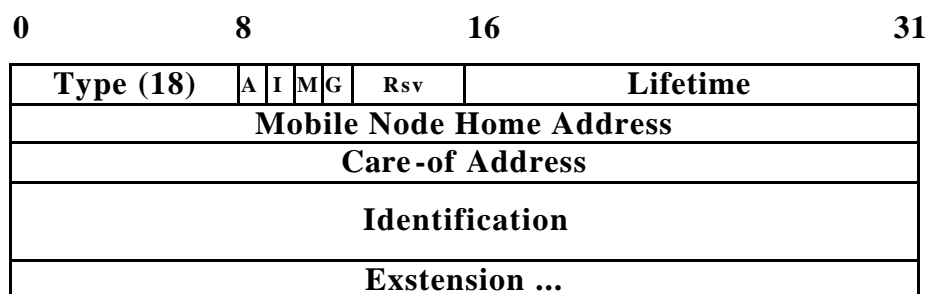 0 8 16 31
Type (18) A I M G Rsv Lifetime
Mobile Node Home Address
Care-of Address
Identification
Exstension ...